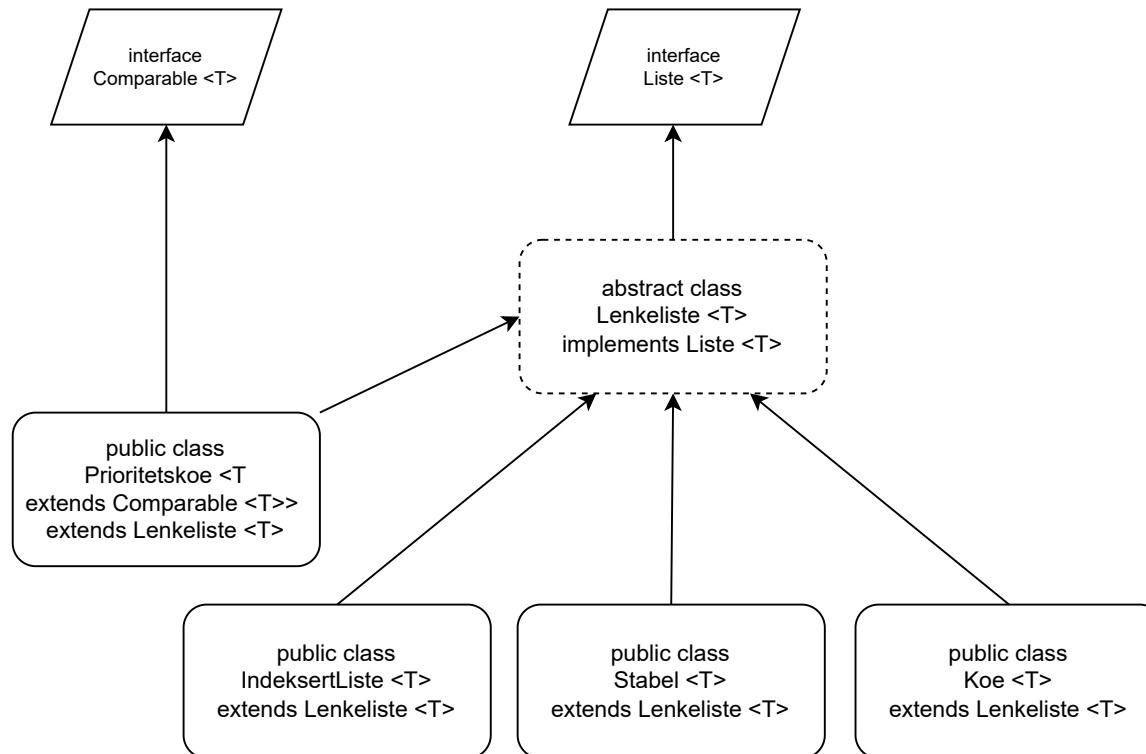 interface
Comparable <T>
interface
Liste <T>
abstract class
Lenkeliste <T>
implements Liste <T>
public class
Prioritetskoe <T
extends Comparable <T>>
extends Lenkeliste <T>
public class
IndeksertListe <T>
extends Lenkeliste <T>
public class
Stabel <T>
extends Lenkeliste <T>
public class
Koe <T>
extends Lenkeliste <T>